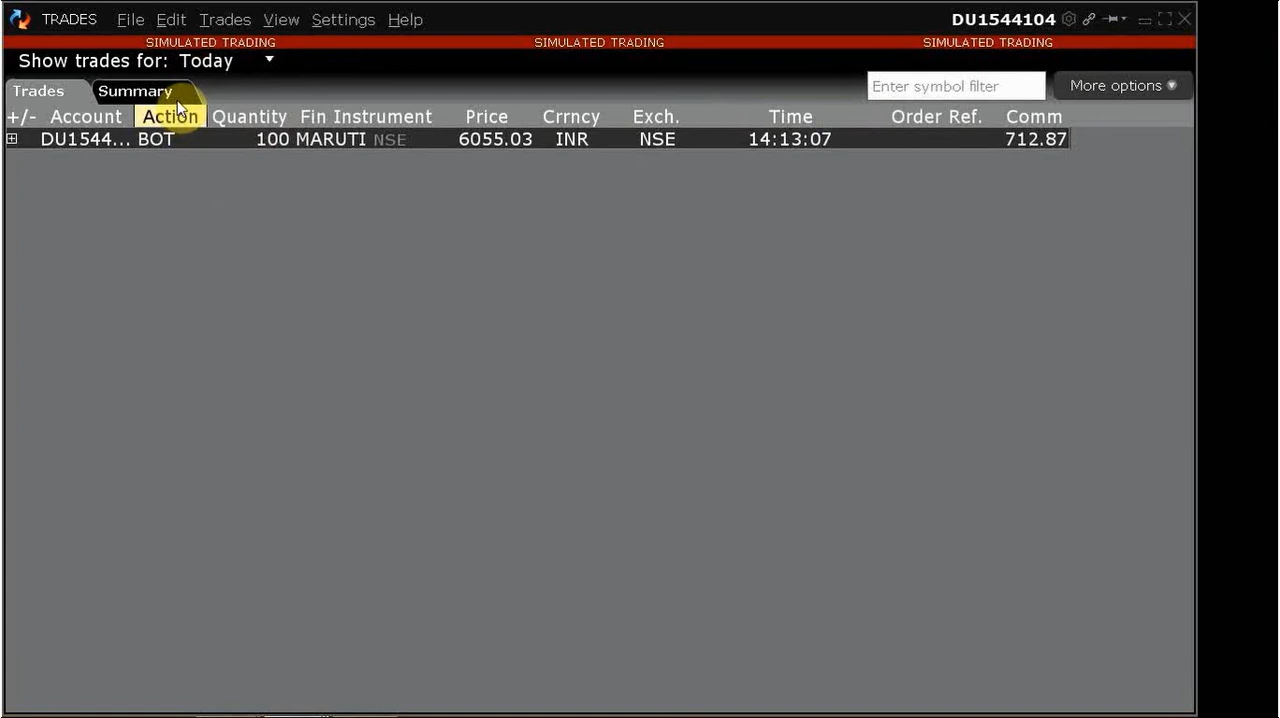 TRADES File Edit Trades View Settings Help DU1544104
SIMULATED TRADING SIMULATED TRADING SIMULATED TRADING
Show trades for: Today
Trades Summary Enter symbol filter More options
+/- Account Action Quantity Fin Instrument Price Crrncy Exch. Time Order Ref. Comm
DU1544... BOT 100 MARUTI NSE 6055.03 INR NSE 14:13:07 712.87